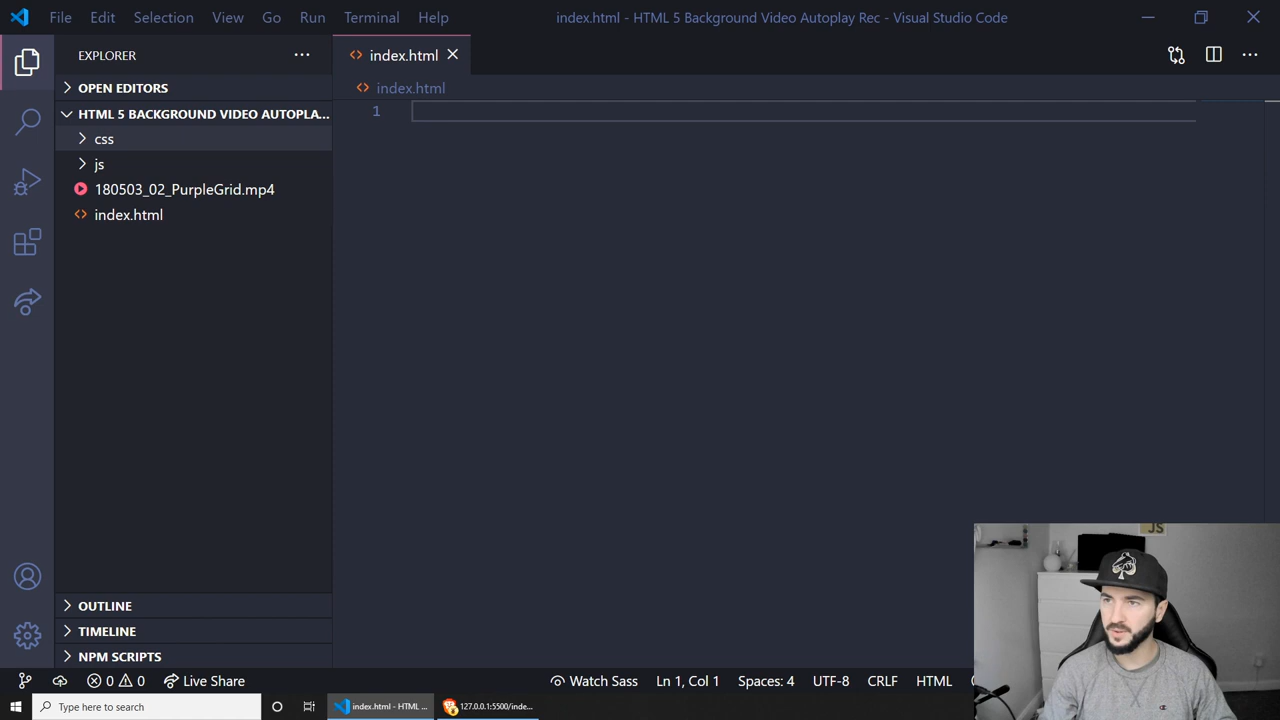 File Edit Selection View Go Run Terminal Help index.html - HTML 5 Background Video Autoplay Rec - Visual Studio Code
EXPLORER
index.html
OPEN EDITORS
index.html
HTML 5 BACKGROUND VIDEO AUTOPLA...
1
css
js
180503_02_PurpleGrid.mp4
index.html
JS
OUTLINE
TIMELINE
NPM SCRIPTS
0 0 Live Share Watch Sass Ln 1, Col 1 Spaces: 4 UTF-8 CRLF HTML
Type here to search index.html - HTML ... 127.0.0.1:5500/inde...